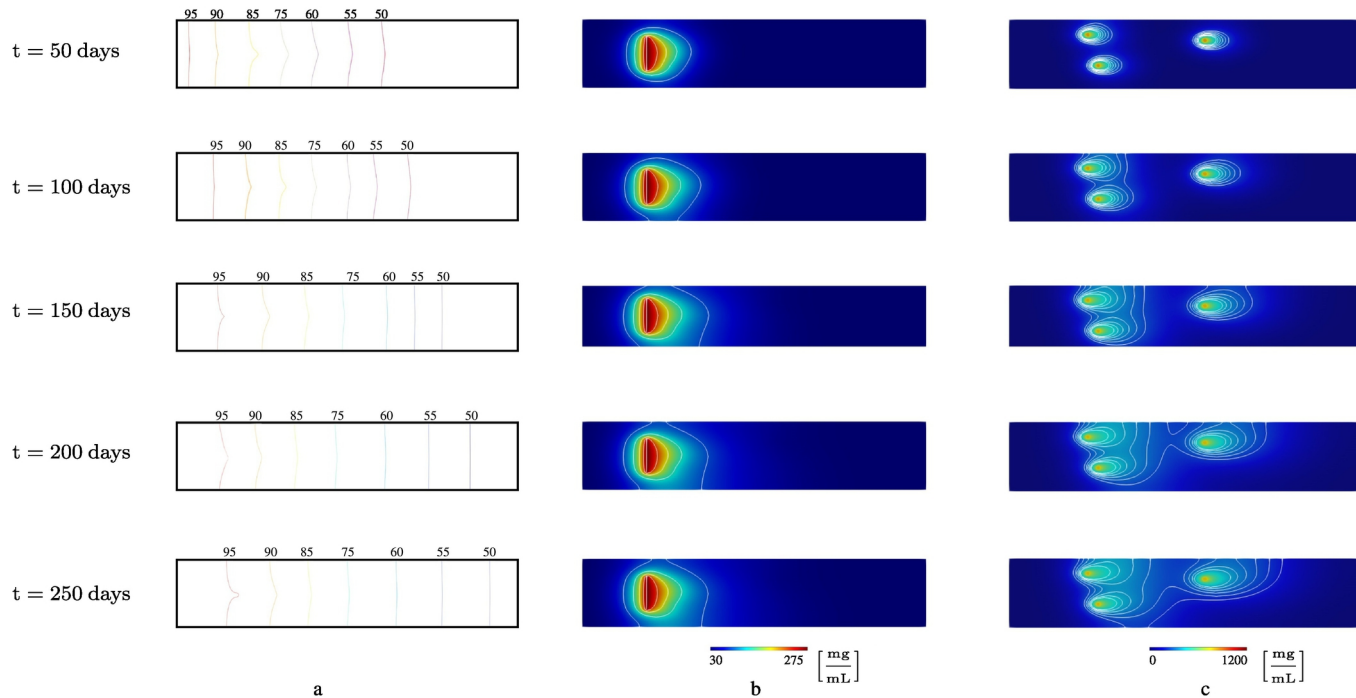 95 90 85 75 60 55 50
t = 50 days
95 90 85 75 60 55 50
t = 100 days
95 90 85 75 60 55 50
t = 150 days
95 90 85 75 60 55 50
t = 200 days
95 90 85 75 60 55 50
t = 250 days
30 275 [mg/mL]
0 1200 [mg/mL]
a b c